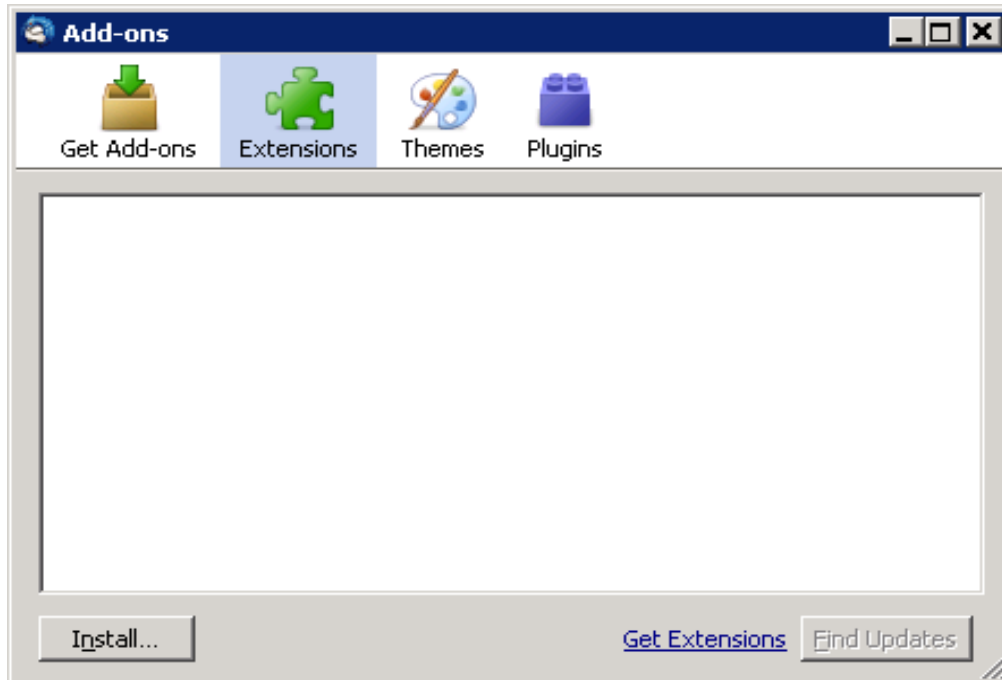 Add-ons
Get Add-ons Extensions Themes Plugins
Install... Get Extensions Find Updates